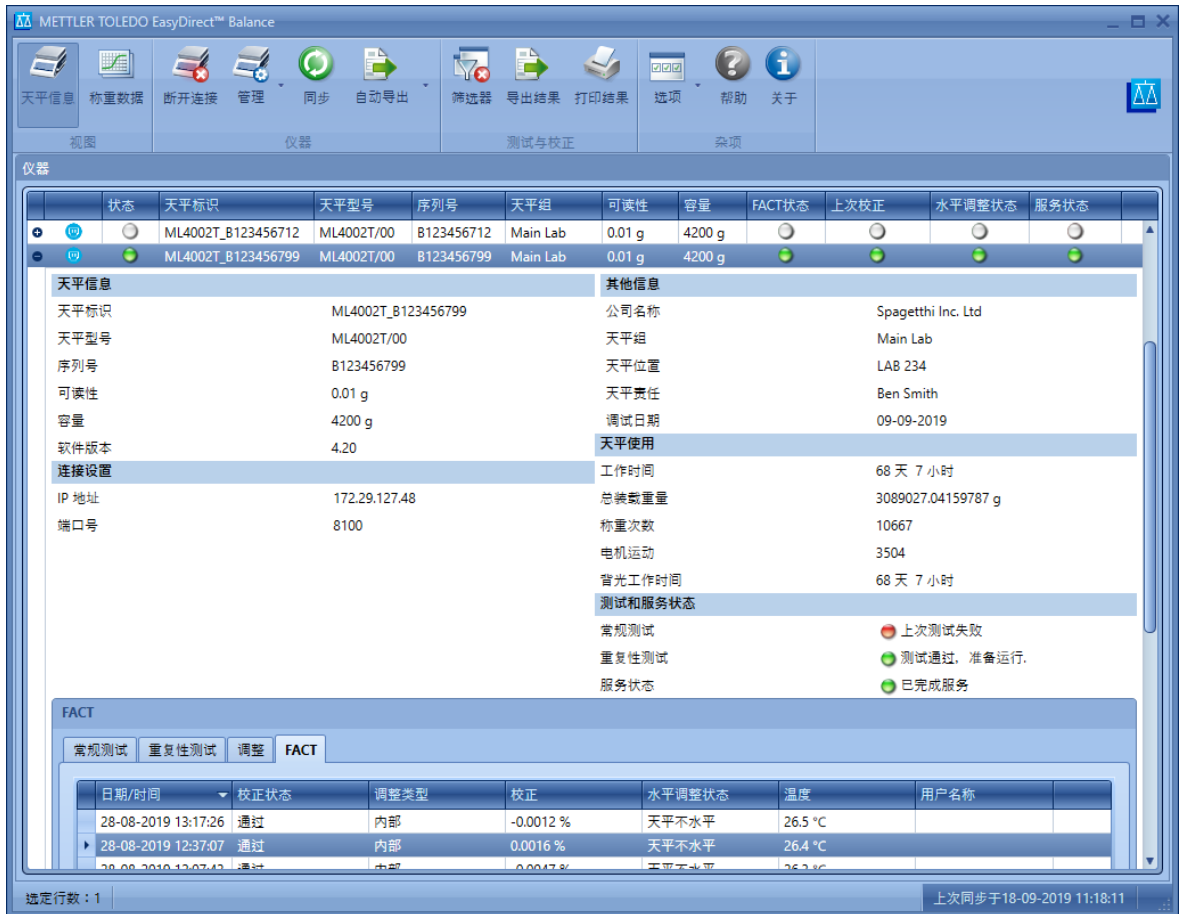 METTLER TOLEDO EasyDirect™ Balance
天平信息 称重数据 断开连接 管理 同步 自动导出 筛选器 导出结果 打印结果 选项 帮助 关于
视图 仪器 测试与校正 杂项
仪器
状态 天平标识 天平型号 序列号 天平组 可读性 容量 FACT状态 上次校正 水平调整状态 服务状态
ML4002T_B123456712 ML4002T/00 B123456712 Main Lab 0.01 g 4200 g
ML4002T_B123456799 ML4002T/00 B123456799 Main Lab 0.01 g 4200 g
天平信息
天平标识 ML4002T_B123456799
天平型号 ML4002T/00
序列号 B123456799
可读性 0.01 g
容量 4200 g
软件版本 4.20
连接设置
IP 地址 172.29.127.48
端口号 8100
其他信息
公司名称 Spagetthi Inc. Ltd
天平组 Main Lab
天平位置 LAB 234
天平责任 Ben Smith
调试日期 09-09-2019
天平使用
工作时间 68 天 7 小时
总装载重量 3089027.04159787 g
称重次数 10667
电机运动 3504
背光工作时间 68 天 7 小时
测试和服务状态
常规测试 上次测试失败
重复性测试 测试通过，准备运行.
服务状态 已完成服务
FACT
常规测试 重复性测试 调整 FACT
日期/时间 校正状态 调整类型 校正 水平调整状态 温度 用户名称
28-08-2019 13:17:26 通过 内部 -0.0012 % 天平不水平 26.5 °C
28-08-2019 12:37:07 通过 内部 0.0016 % 天平不水平 26.4 °C
28-08-2019 12:07:43 通过 内部 -0.0047 % 天平不水平 26.3 °C
选定行数：1 上次同步于18-09-2019 11:18:11